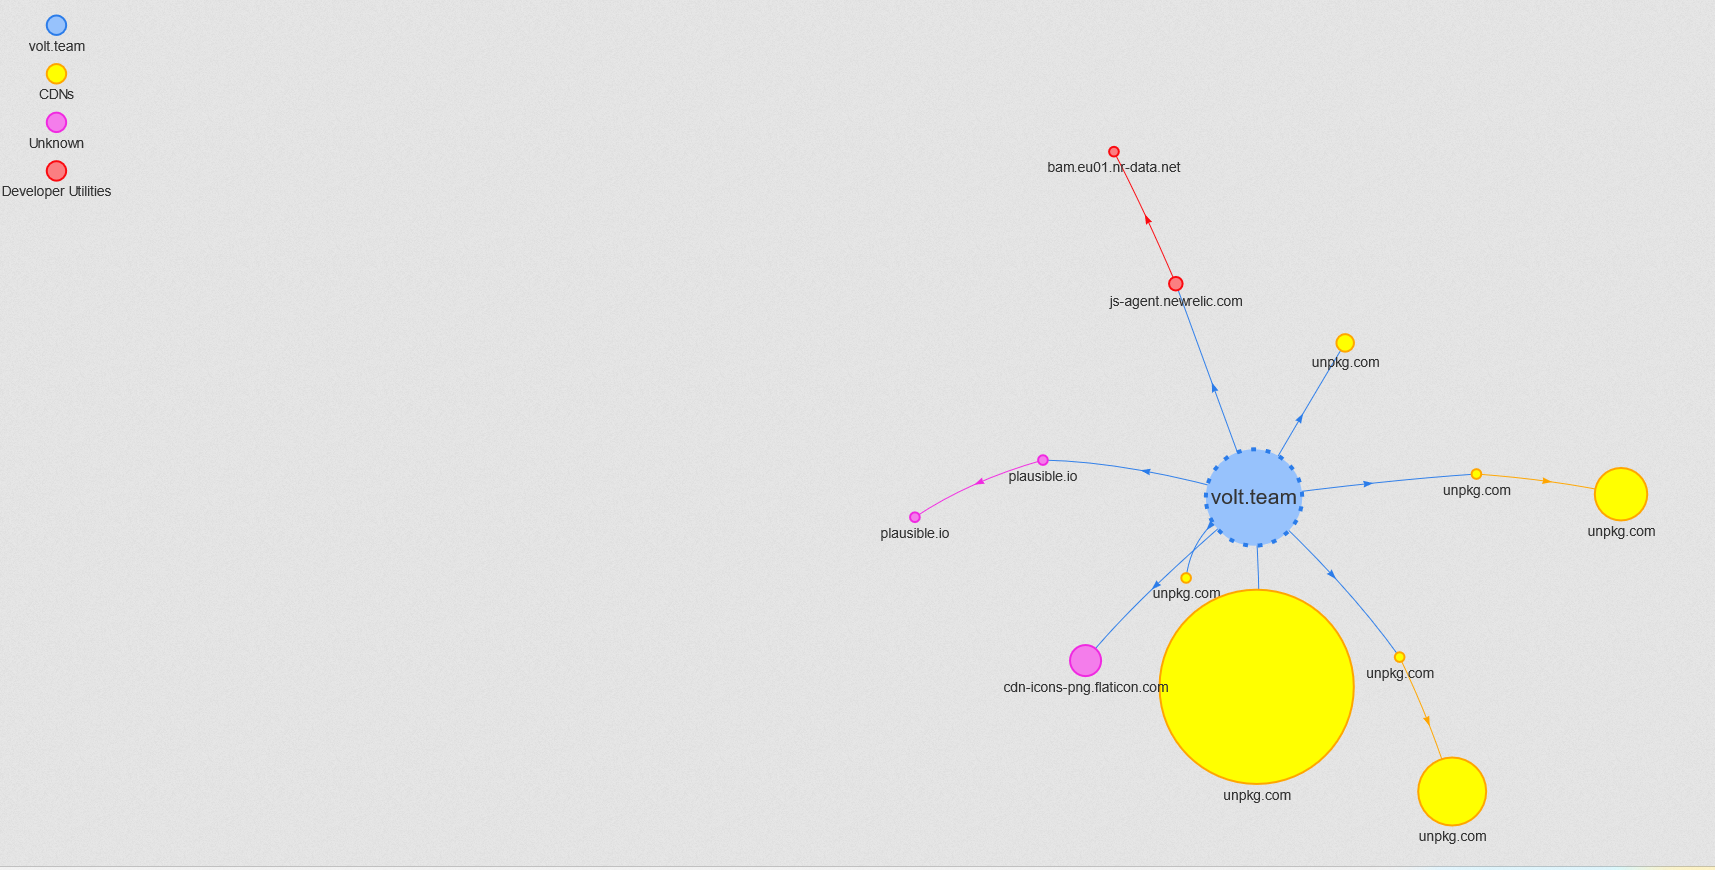 volt.team
CDNs
Unknown
Developer Utilities
bam.eu01.nr-data.net
js-agent.newrelic.com
unpkg.com
plausible.io
unpkg.com
volt.team
plausible.io
unpkg.com
unpkg.com
unpkg.com
cdn-icons-png.flaticon.com
unpkg.com
unpkg.com